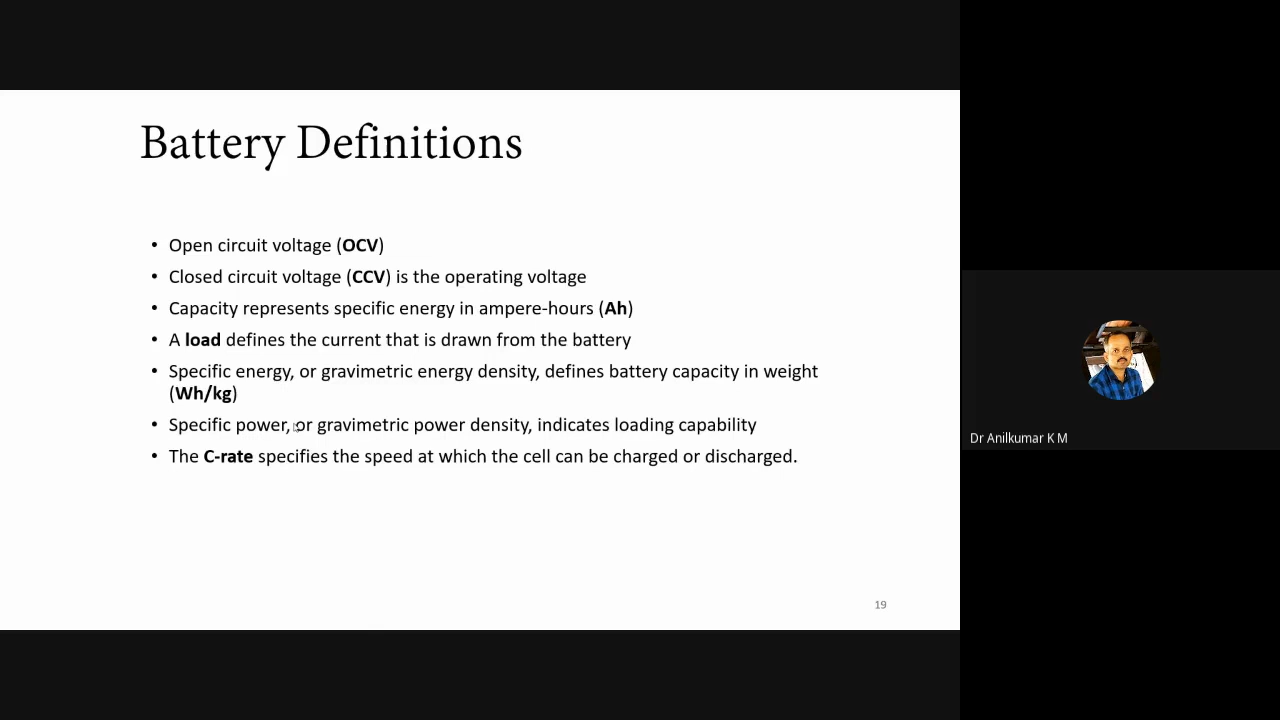 Battery Definitions
• Open circuit voltage (OCV)
• Closed circuit voltage (CCV) is the operating voltage
• Capacity represents specific energy in ampere-hours (Ah)
• A load defines the current that is drawn from the battery
• Specific energy, or gravimetric energy density, defines battery capacity in weight
(Wh/kg)
• Specific power, or gravimetric power density, indicates loading capability
• The C-rate specifies the speed at which the cell can be charged or discharged.
19
Dr Anilkumar K M